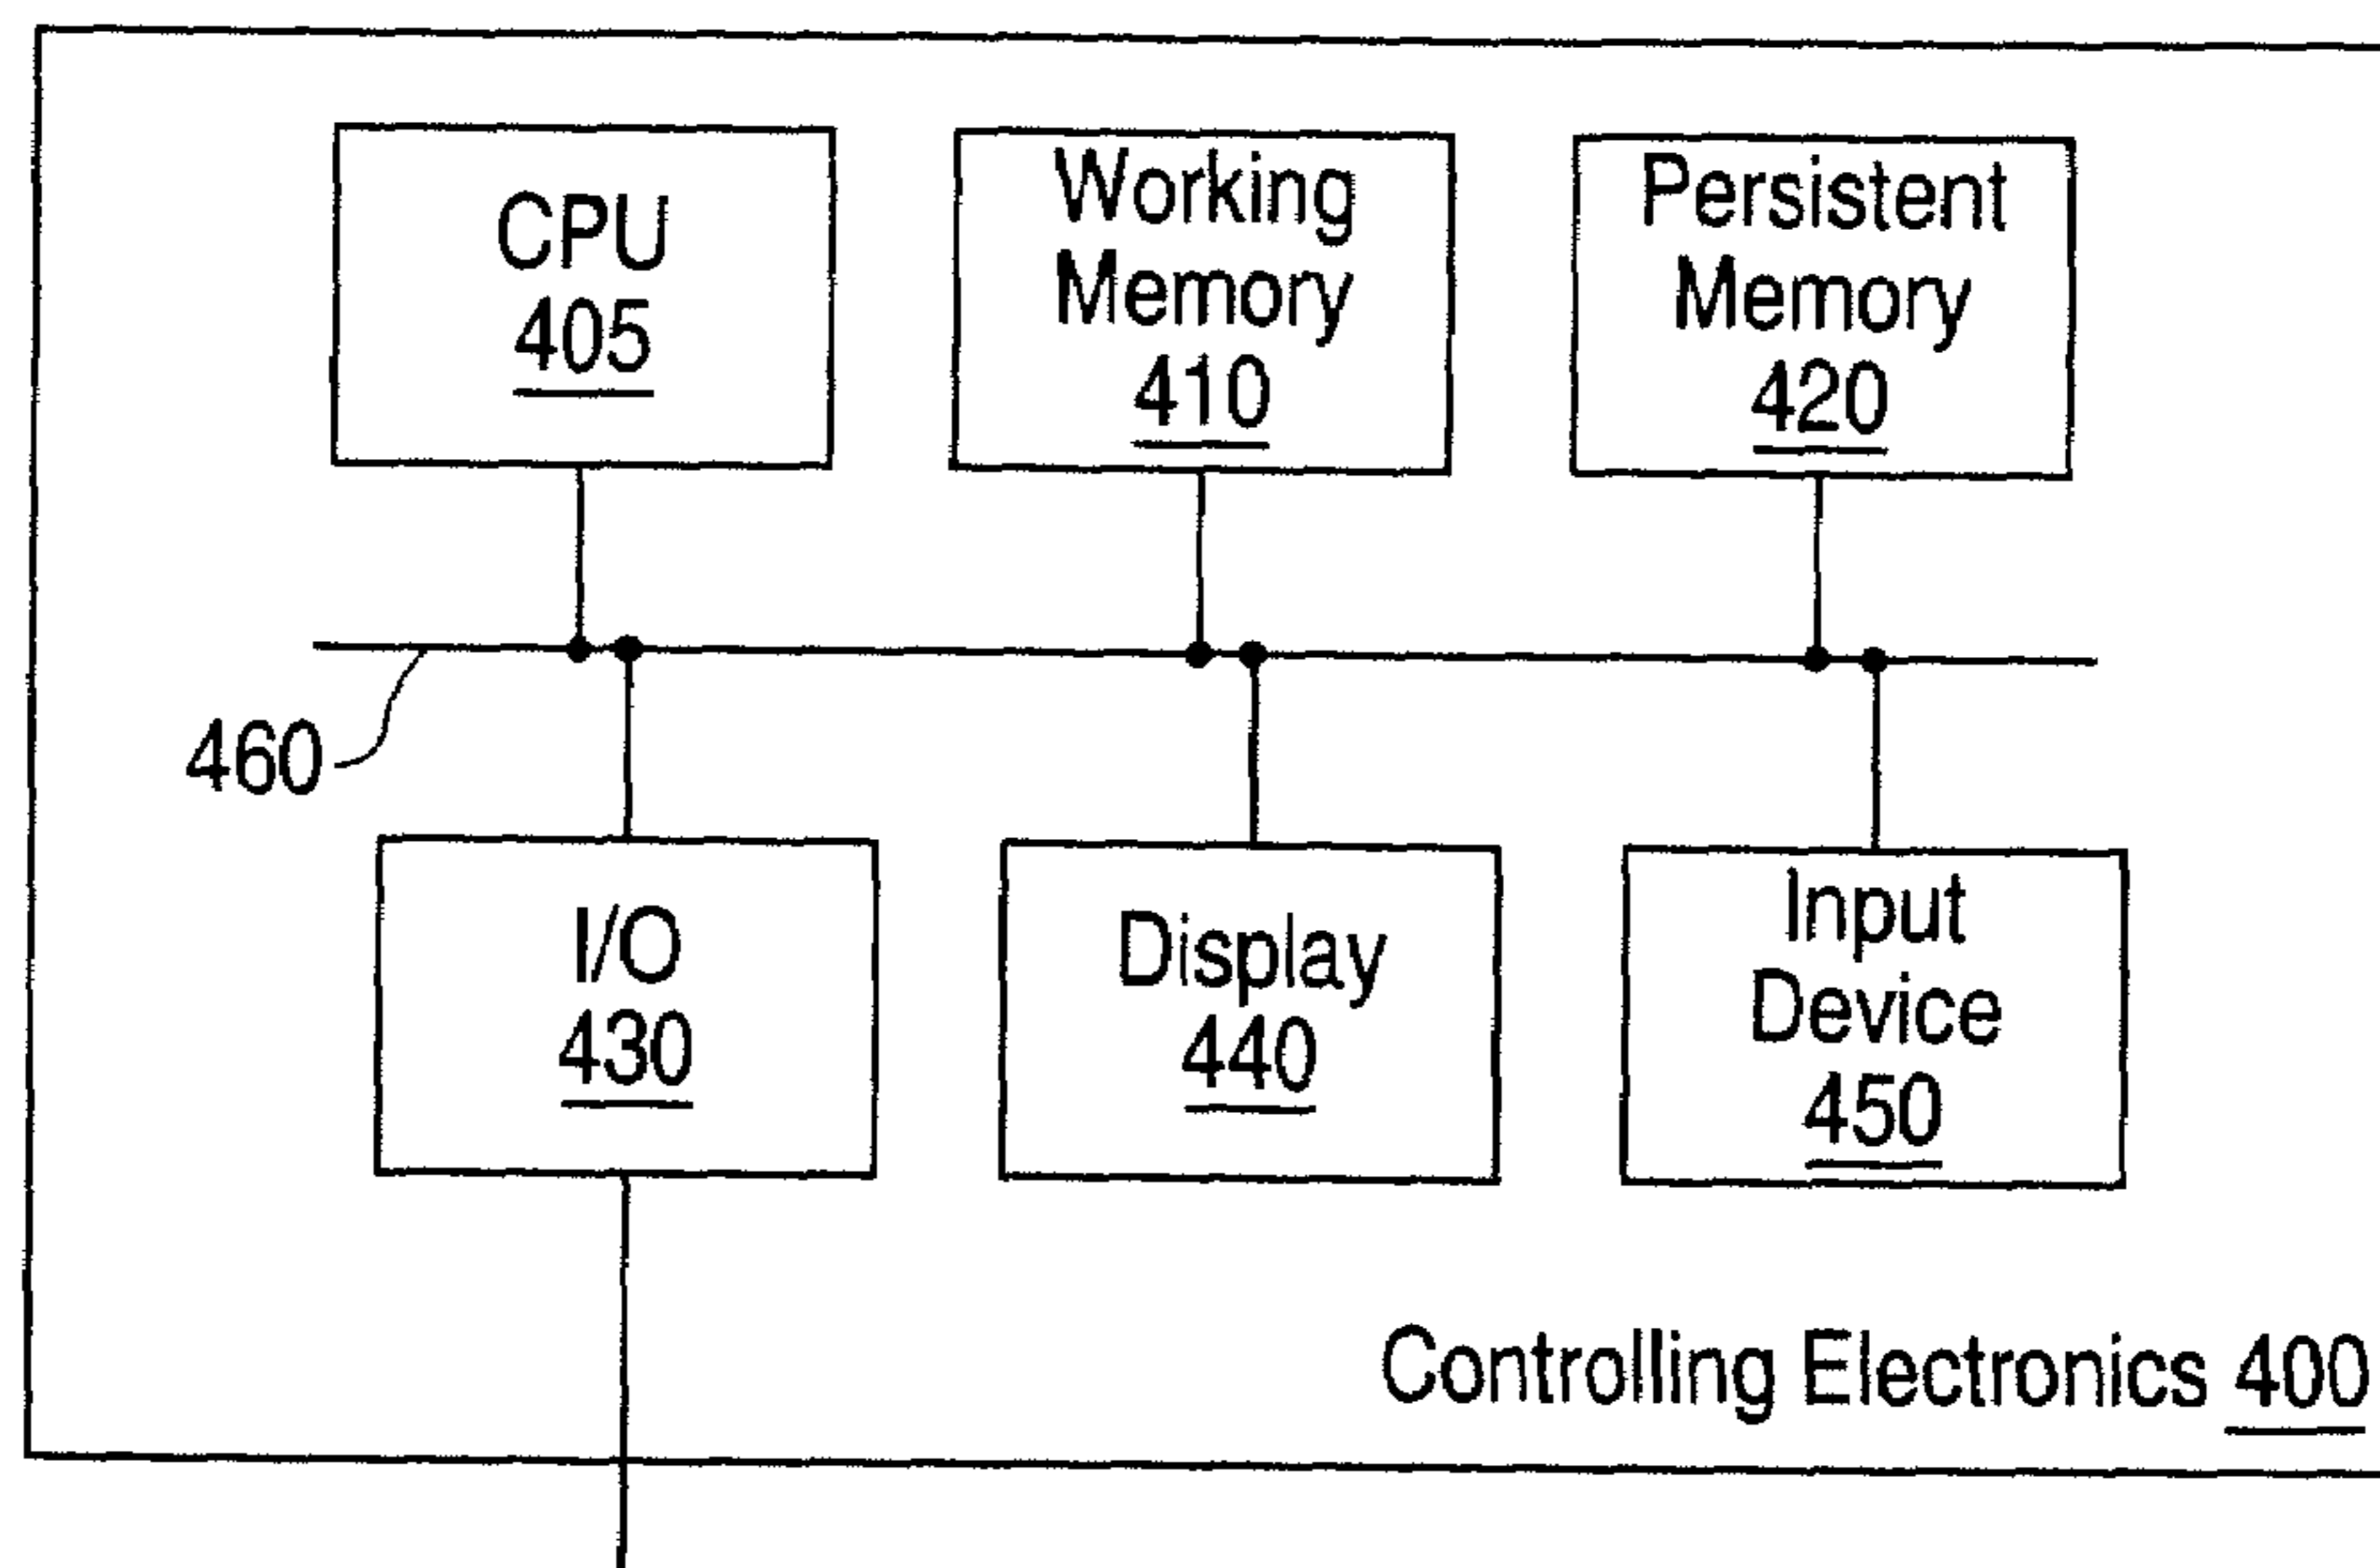 CPU
405
Working
Memory
410
Persistent
Memory
420
460
I/O
430
Display
440
Input
Device
450
Controlling Electronics 400